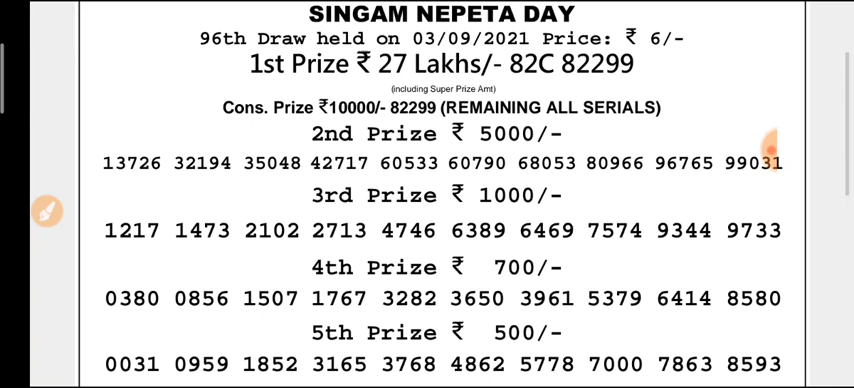 SINGAM NEPETA DAY
96th Draw held on 03/09/2021 Price: ₹ 6/-
1st Prize ₹ 27 Lakhs/- 82C 82299
(including Super Prize Amt)
Cons. Prize ₹10000/- 82299 (REMAINING ALL SERIALS)
2nd Prize ₹ 5000/-
13726 32194 35048 42717 60533 60790 68053 80966 96765 99031
3rd Prize ₹ 1000/-
1217 1473 2102 2713 4746 6389 6469 7574 9344 9733
4th Prize ₹ 700/-
0380 0856 1507 1767 3282 3650 3961 5379 6414 8580
5th Prize ₹ 500/-
0031 0959 1852 3165 3768 4862 5778 7000 7863 8593